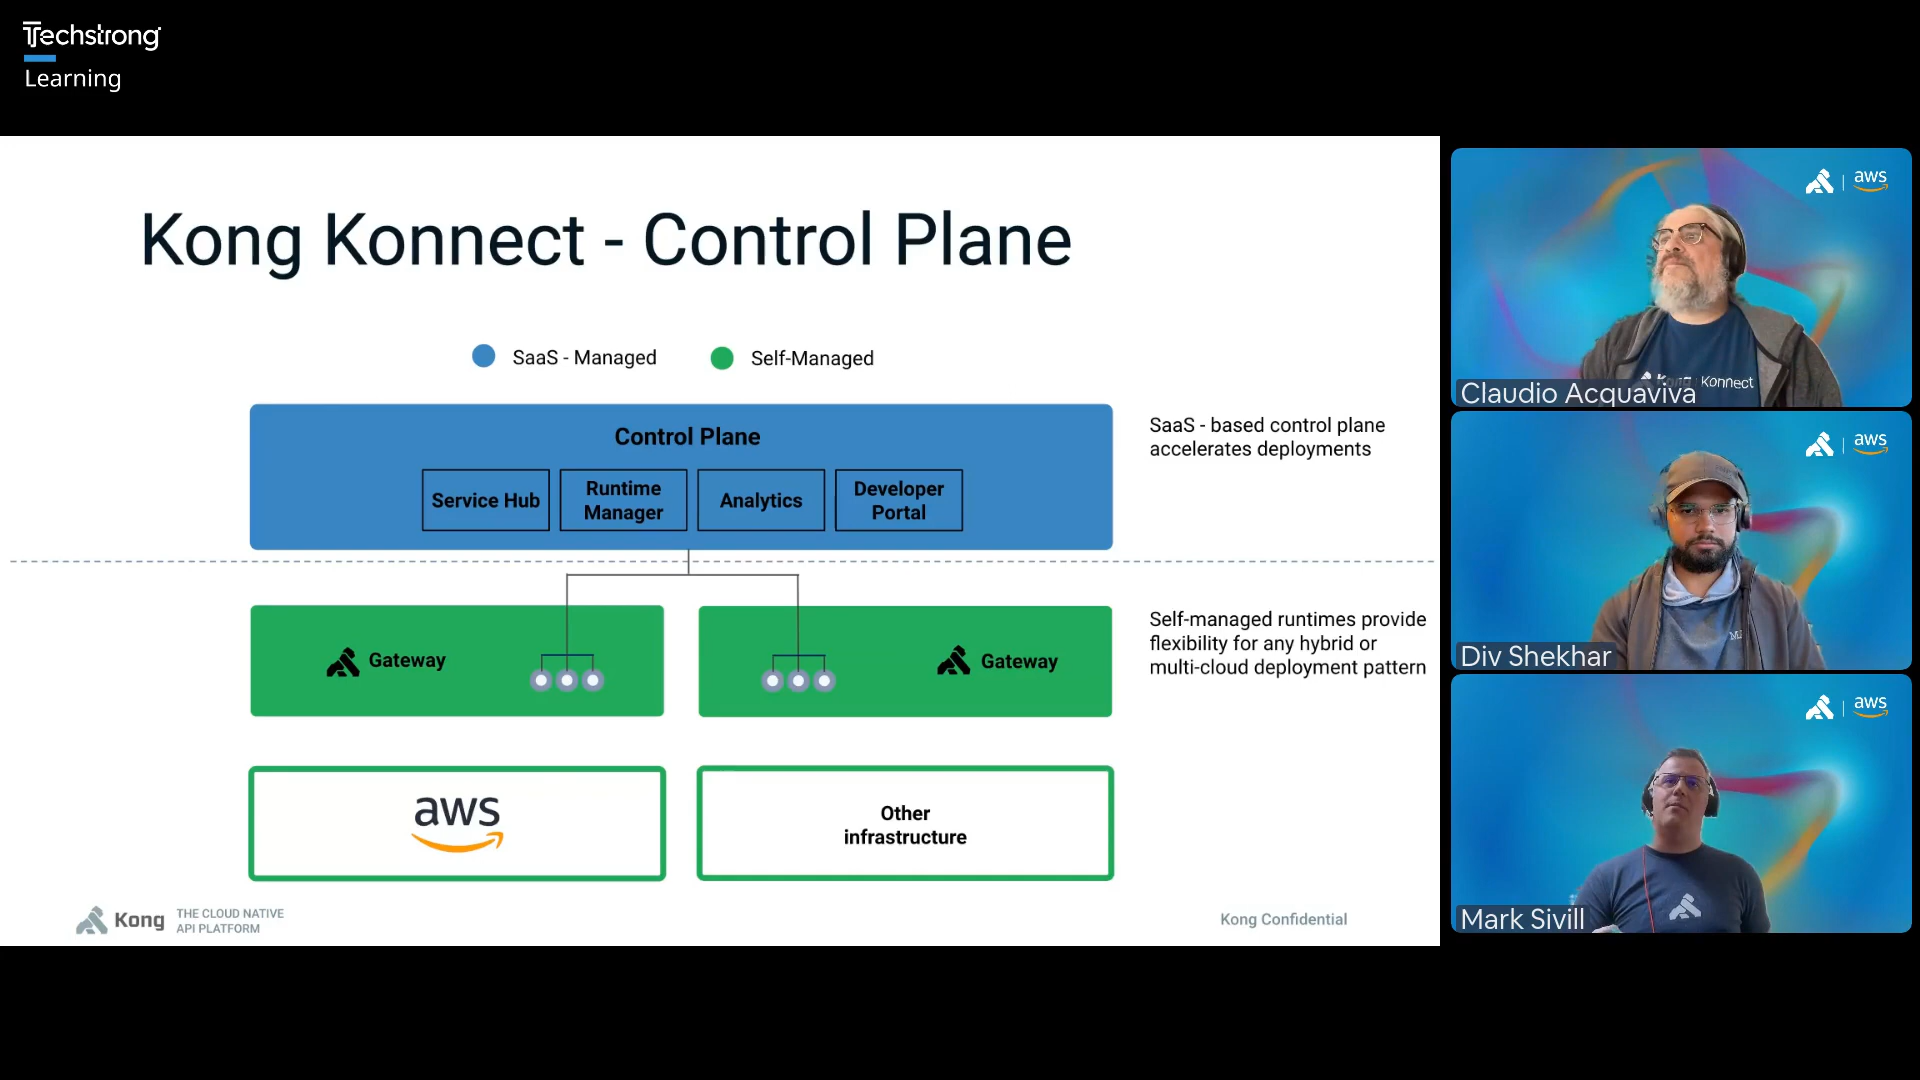 Techstrong
Learning
Kong Konnect - Control Plane
SaaS - Managed
Self-Managed
Control Plane
Service Hub
Runtime
Manager
Analytics
Developer
Portal
SaaS - based control plane
accelerates deployments
Gateway
Gateway
Self-managed runtimes provide
flexibility for any hybrid or
multi-cloud deployment pattern
aws
Other
infrastructure
Kong
THE CLOUD NATIVE
API PLATFORM
Kong Confidential
aws
Kong Konnect
Claudio Acquaviva
aws
Div Shekhar
aws
Mark Sivill